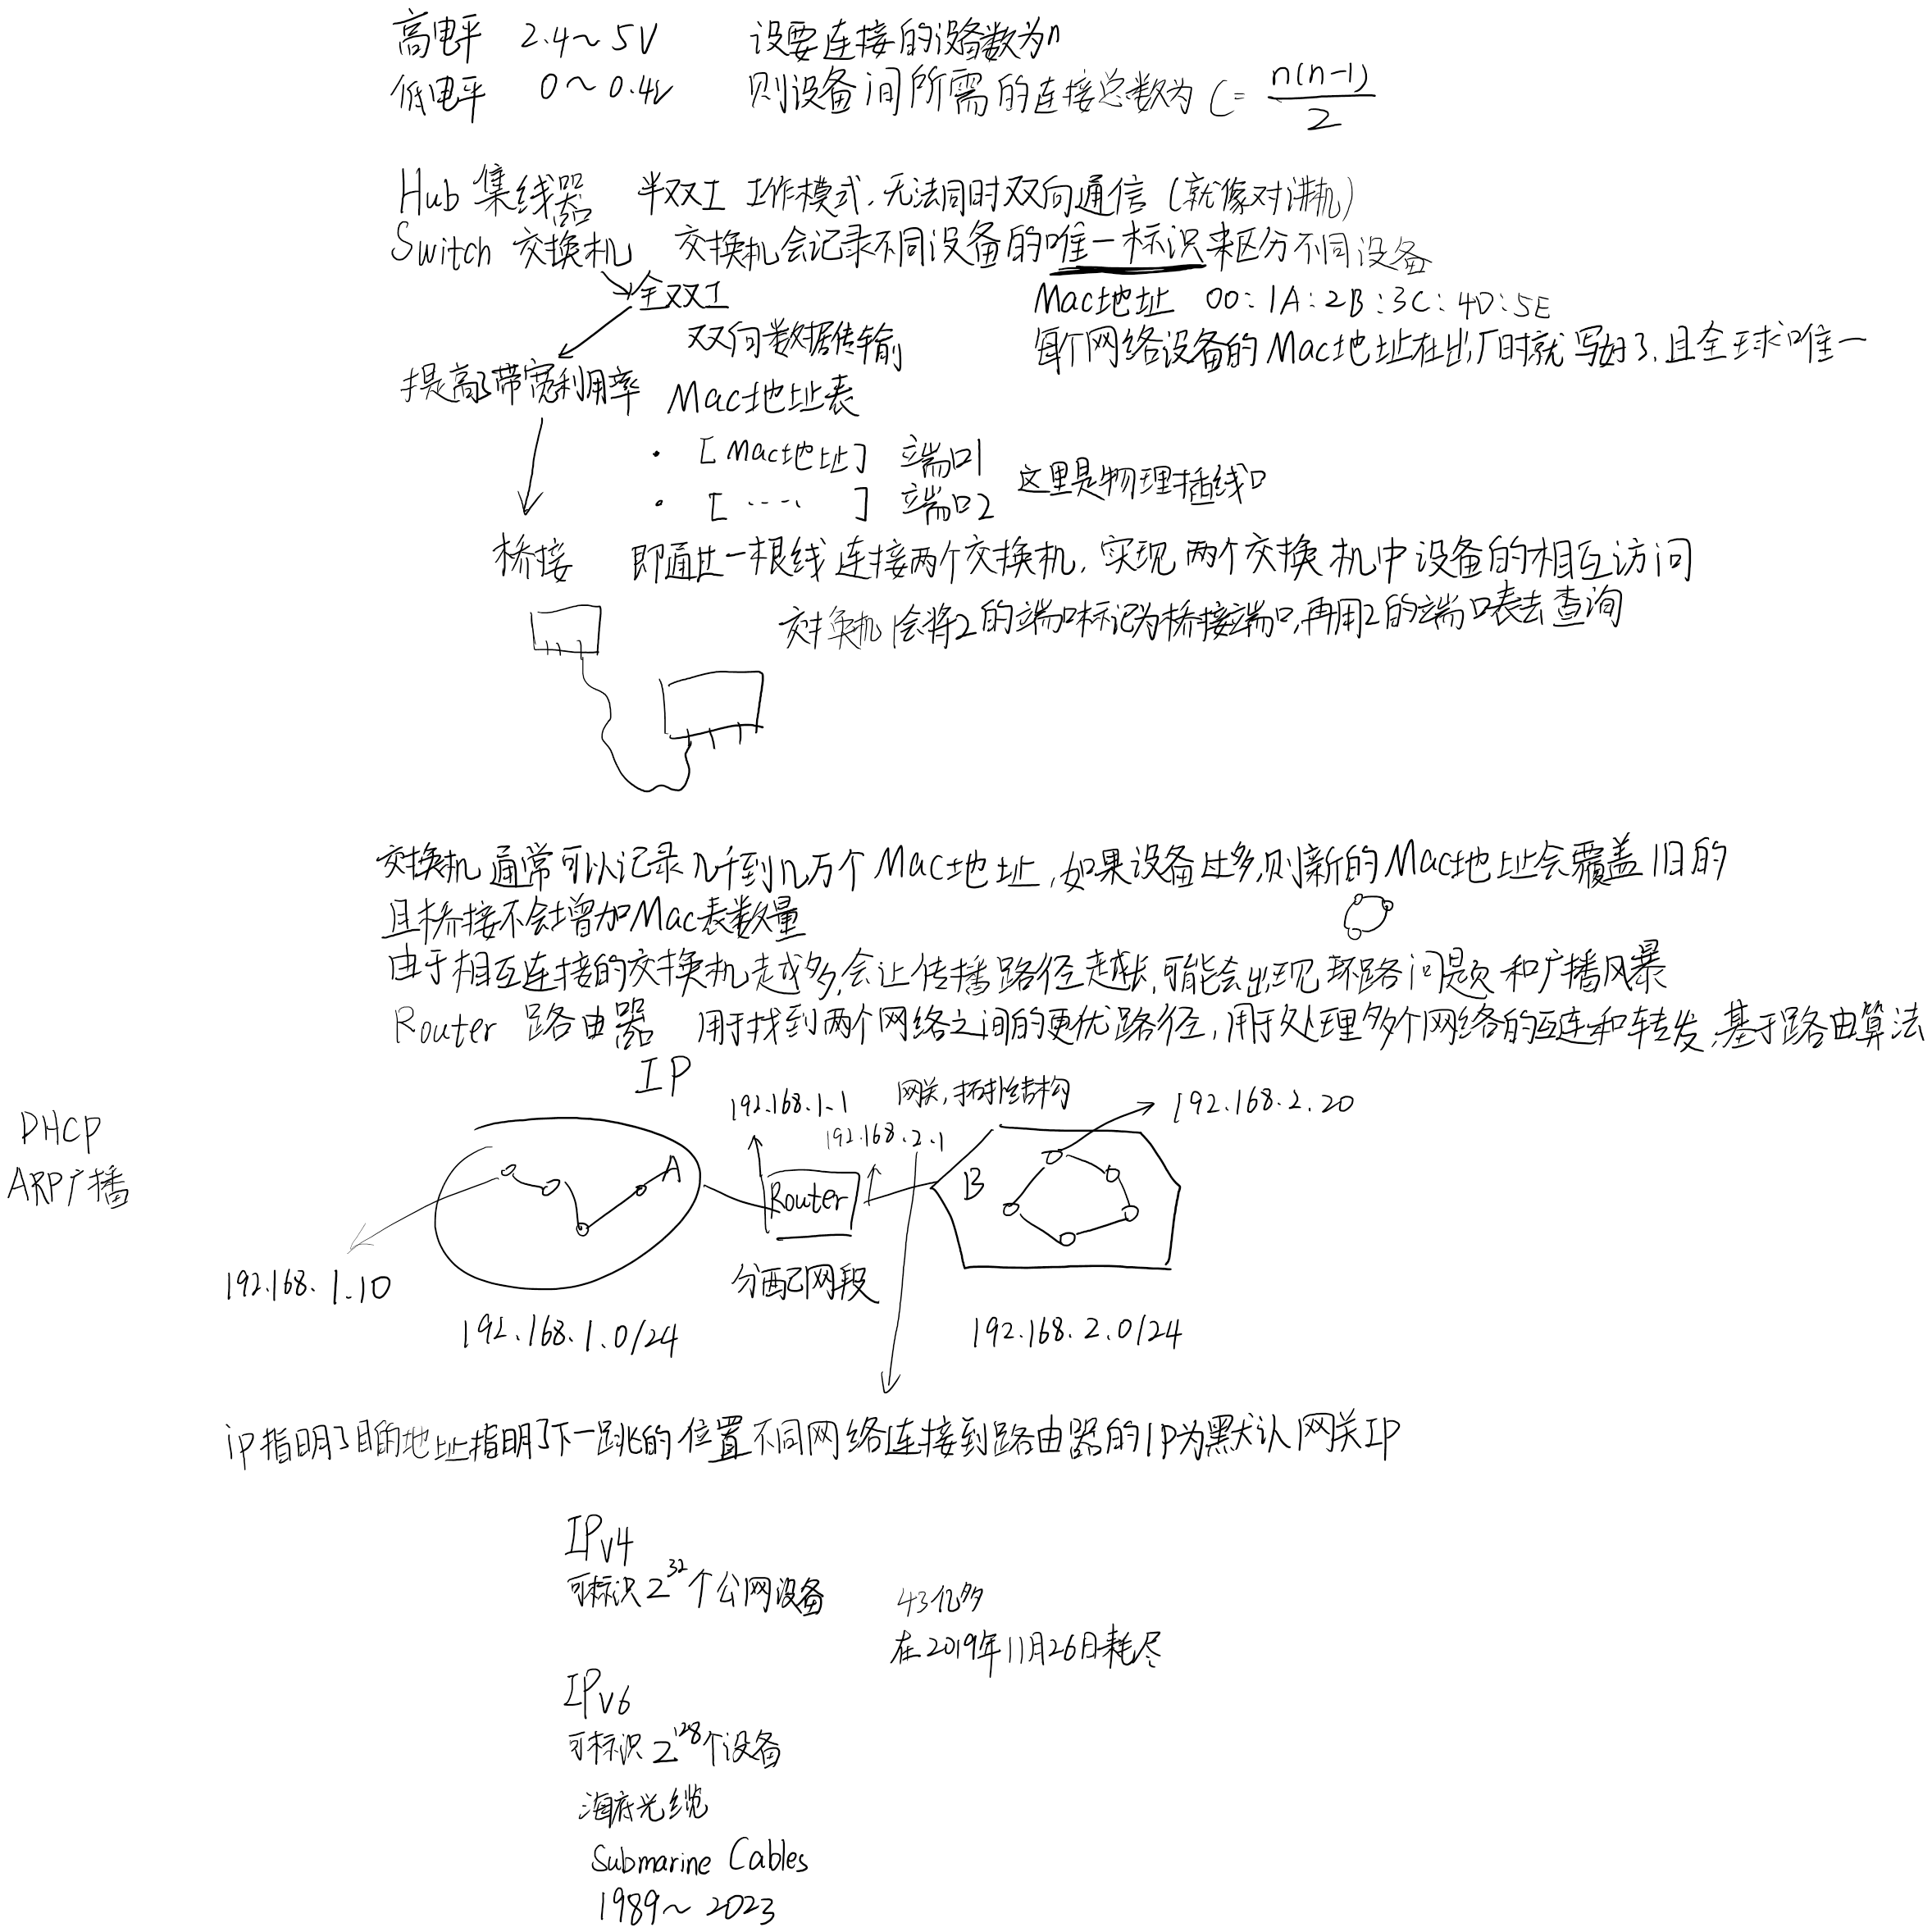 高电平 2.4~5V 设要连接的设备数为n
低电平 0~0.4V 则设备间所需的连接总数为 C = n(n-1)/2
Hub 集线器 半双工 工作模式,无法同时双向通信 (就像对讲机)
Switch 交换机 交换机会记录不同设备的唯一标识来区分不同设备
全双工 Mac地址 00:1A:2B:3C:4D:5E
双向数据传输 每个网络设备的Mac地址在出厂时就写好了,且全球唯一
提高了带宽利用率 Mac地址表
· [Mac地址] 端口1 这里是物理插线口
· [....] 端口2
桥接 即通过一根线连接两个交换机,实现两个交换机中设备的相互访问
交换机1会将2的端口标记为桥接端口,再用2的端口表去查询
交换机通常可以记录几千到几万个Mac地址,如果设备过多,则新的Mac地址会覆盖旧的
且桥接不会增加Mac表数量
由于相互连接的交换机越多,会让传播路径越长,可能会出现环路问题和广播风暴
Router 路由器 用于找到两个网络之间的更优路径,用于处理多个网络的互连和转发,基于路由算法
IP
192.168.1.1 网关,拓扑结构 192.168.2.20
DHCP 192.168.2.1
ARP广播 A Router B
192.168.1.10 分配网段
192.168.1.0/24 192.168.2.0/24
ip指明了目的地址指明了下一跳的位置 不同网络连接到路由器的IP为默认网关IP
IPv4
可标识2^32个公网设备 43亿多
在2019年11月26日耗尽
IPv6
可标识2^128个设备
海底光缆
Submarine Cables
1989~2023